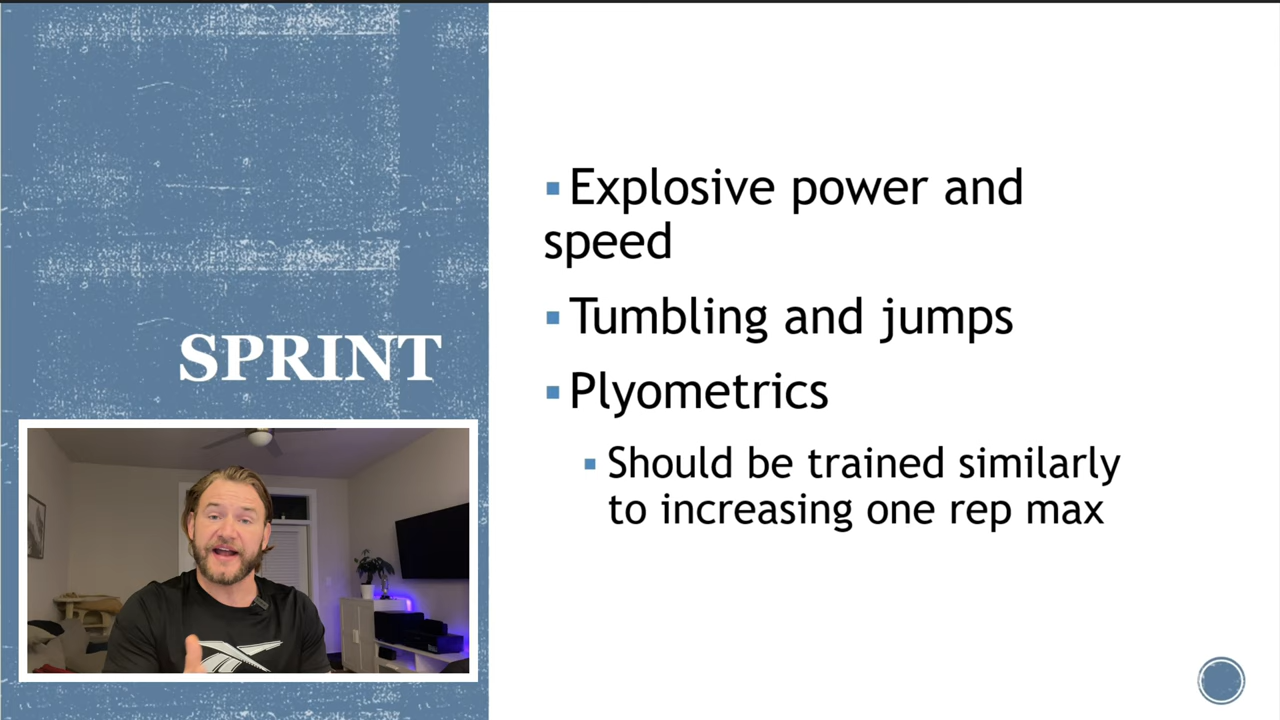 SPRINT
▪Explosive power and
speed
▪Tumbling and jumps
▪Plyometrics
▪Should be trained similarly
to increasing one rep max